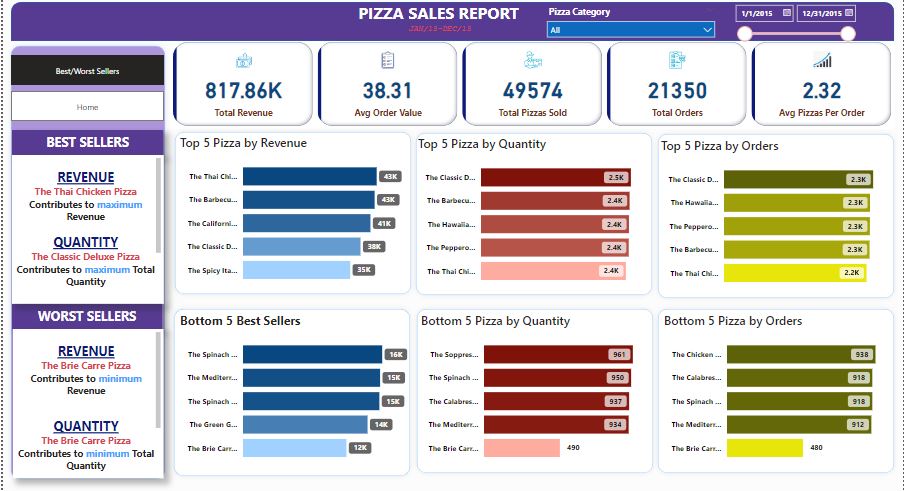 PIZZA SALES REPORT
JAN/15-DEC/15
Pizza Category
All
1/1/2015
12/31/2015
Best/Worst Sellers
Home
817.86K
Total Revenue
38.31
Avg Order Value
49574
Total Pizzas Sold
21350
Total Orders
2.32
Avg Pizzas Per Order
BEST SELLERS
REVENUE
The Thai Chicken Pizza
Contributes to maximum
Revenue
QUANTITY
The Classic Deluxe Pizza
Contributes to maximum Total
Quantity
WORST SELLERS
REVENUE
The Brie Carre Pizza
Contributes to minimum
Revenue
QUANTITY
The Brie Carre Pizza
Contributes to minimum Total
Quantity
Top 5 Pizza by Revenue
The Thai Chi... 43K
The Barbecu... 43K
The Californi... 41K
The Classic D... 38K
The Spicy Ita... 35K
Top 5 Pizza by Quantity
The Classic D... 2.5K
The Barbecu... 2.4K
The Hawaiia... 2.4K
The Peppero... 2.4K
The Thai Chi... 2.4K
Top 5 Pizza by Orders
The Classic D... 2.3K
The Hawaiia... 2.3K
The Peppero... 2.3K
The Barbecu... 2.3K
The Thai Chi... 2.2K
Bottom 5 Best Sellers
The Spinach ... 16K
The Mediterr... 15K
The Spinach ... 15K
The Green G... 14K
The Brie Carr... 12K
Bottom 5 Pizza by Quantity
The Soppres... 961
The Spinach ... 950
The Calabres... 937
The Mediterr... 934
The Brie Carr... 490
Bottom 5 Pizza by Orders
The Chicken ... 938
The Calabres... 918
The Spinach ... 918
The Mediterr... 912
The Brie Carr... 480